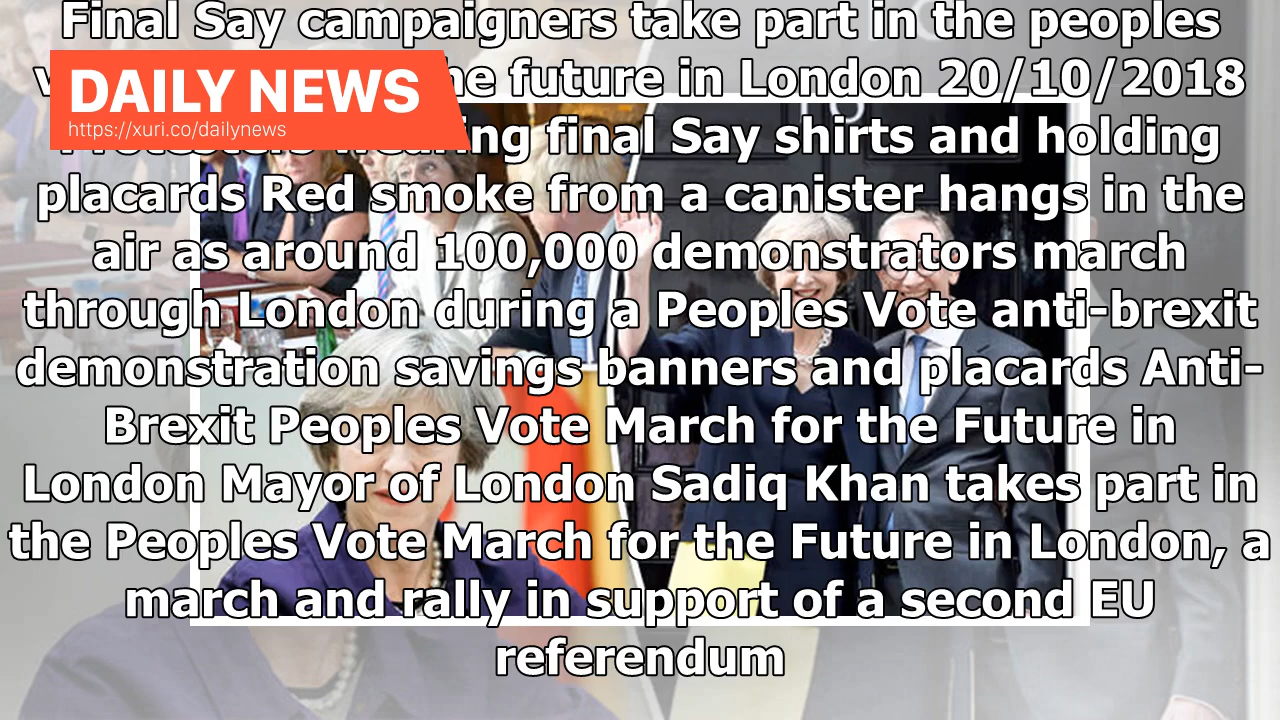 Final Say campaigners take part in the peoples
the future in London 20/10/2018
DAILY NEWS
https://xuri.co/dailynews
Protesters wearing final Say shirts and holding
placards Red smoke from a canister hangs in the
air as around 100,000 demonstrators march
through London during a Peoples Vote anti-brexit
demonstration savings banners and placards Anti-
Brexit Peoples Vote March for the Future in
London Mayor of London Sadiq Khan takes part in
the Peoples Vote March for the Future in London, a
march and rally in support of a second EU
referendum